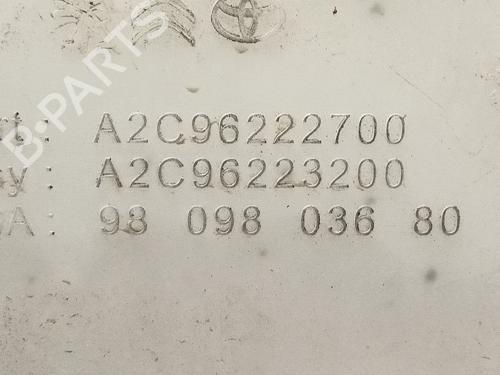 B-PARTS
t : A2C96222700
y : A2C96223200
A : 98 098 036 80